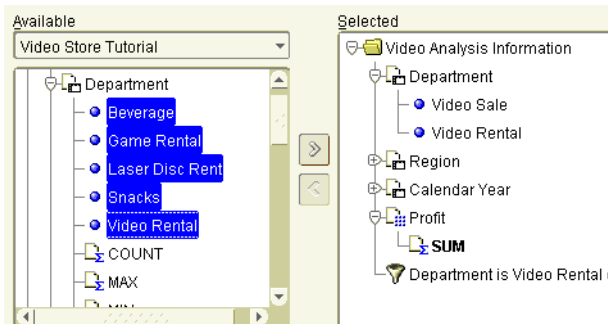 Available
Video Store Tutorial
Department
Beverage
Game Rental
Laser Disc Rent
Snacks
Video Rental
COUNT
MAX
MIN
Selected
Video Analysis Information
Department
Video Sale
Video Rental
Region
Calendar Year
Profit
SUM
Department is Video Rental